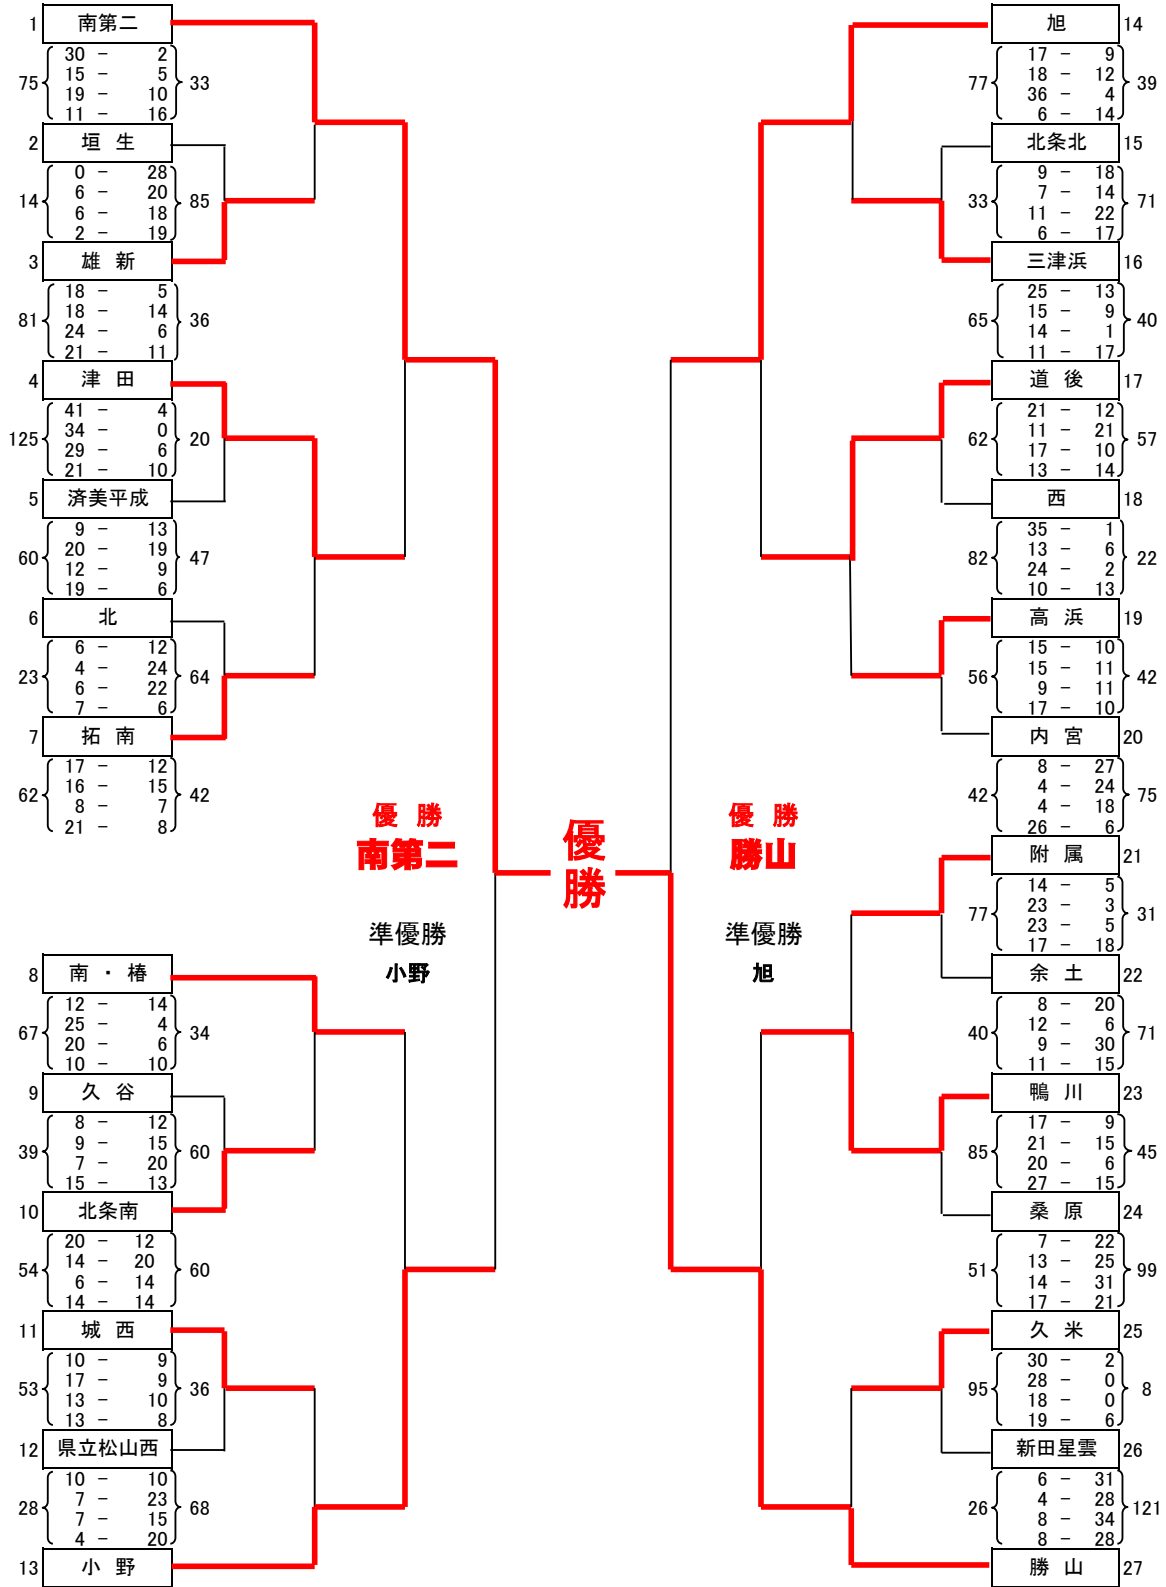 1 南第二
75 30 － 2 33
15 － 5
19 － 10
11 － 16
2 垣 生
14 0 － 28 85
6 － 20
6 － 18
2 － 19
3 雄 新
81 18 － 5 36
18 － 14
24 － 6
21 － 11
4 津 田
125 41 － 4 20
34 － 0
29 － 6
21 － 10
5 済美平成
60 9 － 13 47
20 － 19
12 － 9
19 － 6
6 北
23 6 － 12 64
4 － 24
6 － 22
7 － 6
7 拓 南
62 17 － 12 42
16 － 15
8 － 7
21 － 8
優 勝
南第二
準優勝
小野
8 南 ・ 椿
67 12 － 14 34
25 － 4
20 － 6
10 － 10
9 久 谷
39 8 － 12 60
9 － 15
7 － 20
15 － 13
10 北条南
54 20 － 12 60
14 － 20
6 － 14
14 － 14
11 城 西
53 10 － 9 36
17 － 9
13 － 10
13 － 8
12 県立松山西
28 10 － 10 68
7 － 23
7 － 15
4 － 20
13 小 野
優
勝
旭 14
77 17 － 9 39
18 － 12
36 － 4
6 － 14
北条北 15
33 9 － 18 71
7 － 14
11 － 22
6 － 17
三津浜 16
65 25 － 13 40
15 － 9
14 － 1
11 － 17
道 後 17
62 21 － 12 57
11 － 21
17 － 10
13 － 14
西 18
82 35 － 1 22
13 － 6
24 － 2
10 － 13
高 浜 19
56 15 － 10 42
15 － 11
9 － 11
17 － 10
内 宮 20
42 8 － 27 75
4 － 24
4 － 18
26 － 6
優 勝
勝山
準優勝
旭
附 属 21
77 14 － 5 31
23 － 3
23 － 5
17 － 18
余 土 22
40 8 － 20 71
12 － 6
9 － 30
11 － 15
鴨 川 23
85 17 － 9 45
21 － 15
20 － 6
27 － 15
桑 原 24
51 7 － 22 99
13 － 25
14 － 31
17 － 21
久 米 25
95 30 － 2 8
28 － 0
18 － 0
19 － 6
新田星雲 26
26 6 － 31 121
4 － 28
8 － 34
8 － 28
勝 山 27